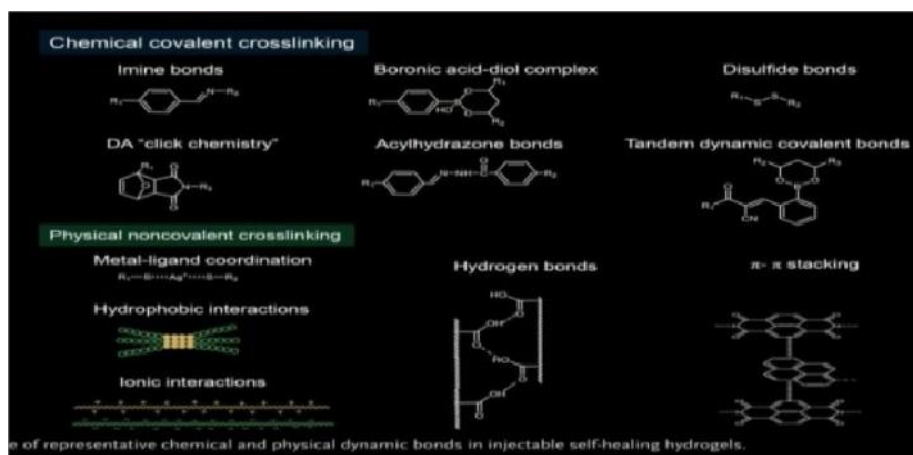 Chemical covalent crosslinking
Imine bonds
Boronic acid-diol complex
Disulfide bonds
DA "click chemistry"
Acylhydrazone bonds
Tandem dynamic covalent bonds
Physical noncovalent crosslinking
Metal-ligand coordination
Hydrogen bonds
π- π stacking
Hydrophobic interactions
Ionic interactions
e of representative chemical and physical dynamic bonds in injectable self-healing hydrogels.